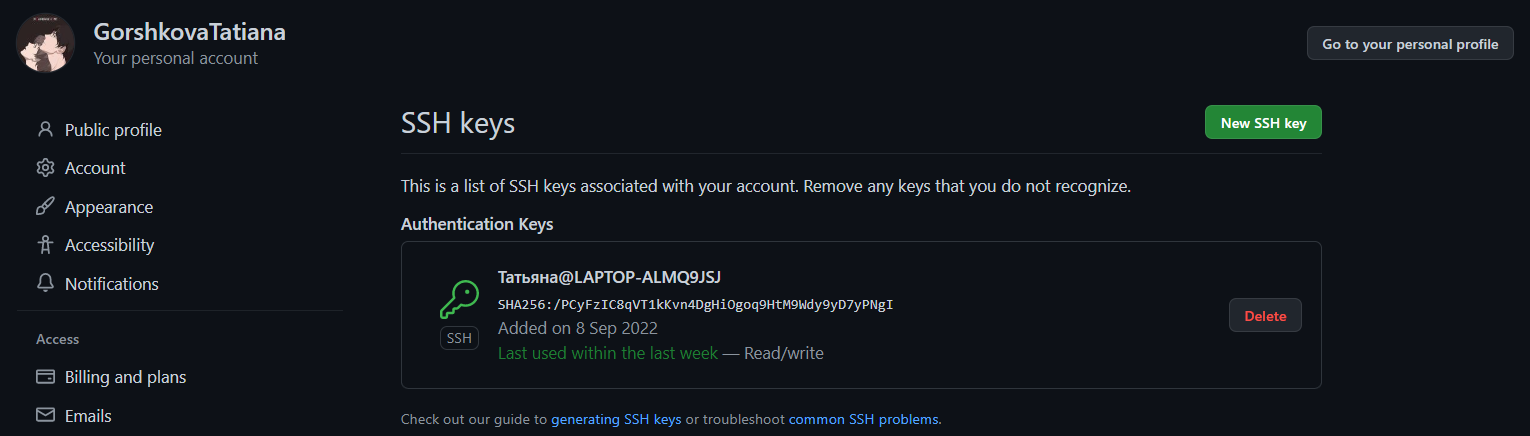 GorshkovaTatiana
Your personal account
Go to your personal profile
Public profile
Account
Appearance
Accessibility
Notifications
Access
Billing and plans
Emails
SSH keys
New SSH key
This is a list of SSH keys associated with your account. Remove any keys that you do not recognize.
Authentication Keys
Татьяна@LAPTOP-ALMQ9JSJ
SHA256:/PCyFzIC8qVT1kKvn4DgHiOgoq9HtM9Wdy9yD7yPNgI
Added on 8 Sep 2022
Last used within the last week — Read/write
SSH
Delete
Check out our guide to generating SSH keys or troubleshoot common SSH problems.